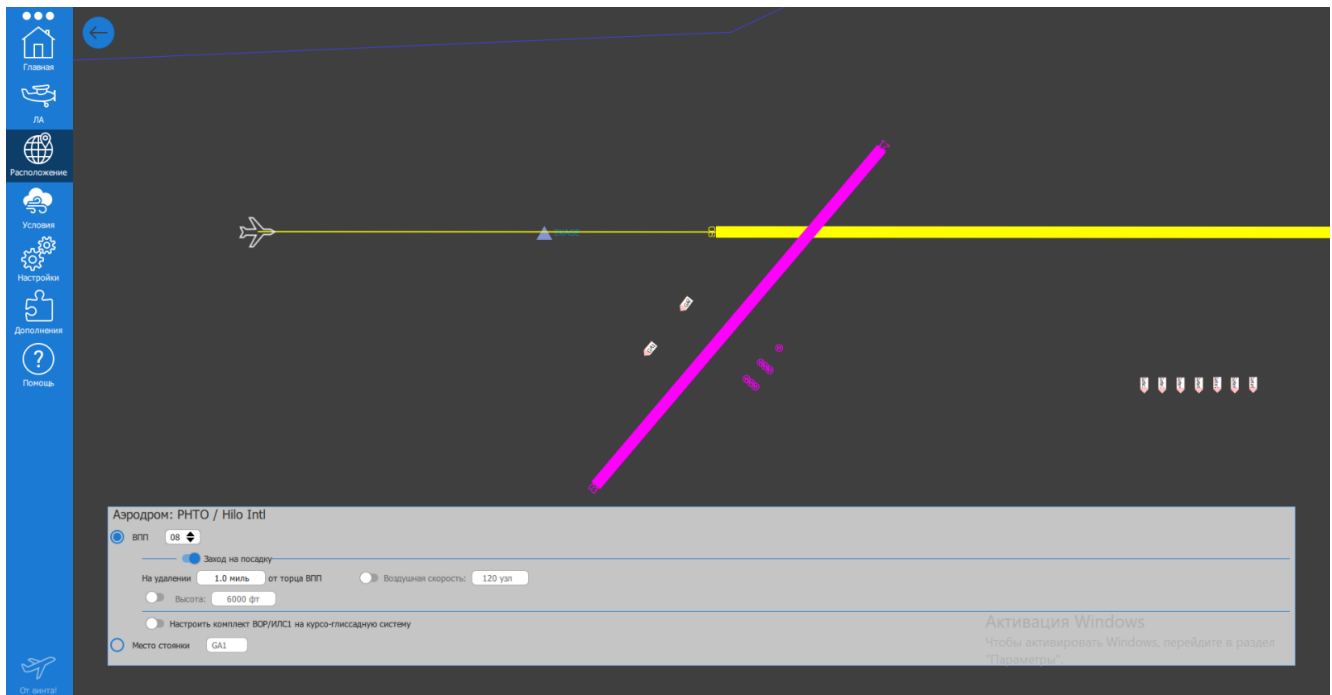 Главная
ЛА
Расположение
Условия
Настройки
Дополнения
Помощь
От винта!
08
Аэродром: PHTO / Hilo Intl
ВПП 08
Заход на посадку
На удалении 1.0 миль от торца ВПП Воздушная скорость: 120 узл
Высота: 6000 фт
Настроить комплект ВОР/ИЛС1 на курсо-глиссадную систему
Место стоянки GA1
Активация Windows
Чтобы активировать Windows, перейдите в раздел
"Параметры".